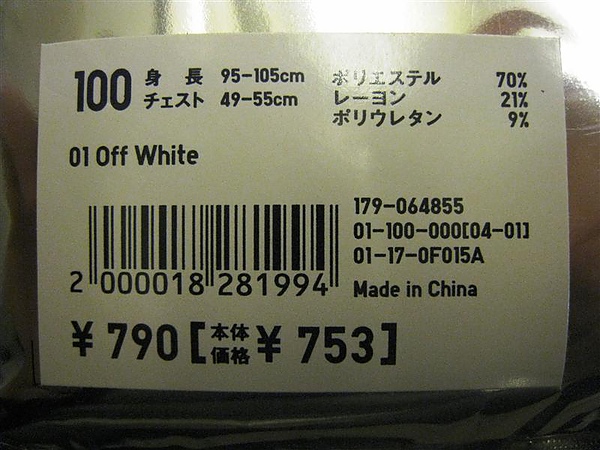 100 身長 95-105cm ポリエステル 70%
チェスト 49-55cm レーヨン 21%
ポリウレタン 9%
01 Off White
179-064855
01-100-000[04-01]
01-17-0F015A
2 000018 281994 Made in China
¥790[本体価格¥753]